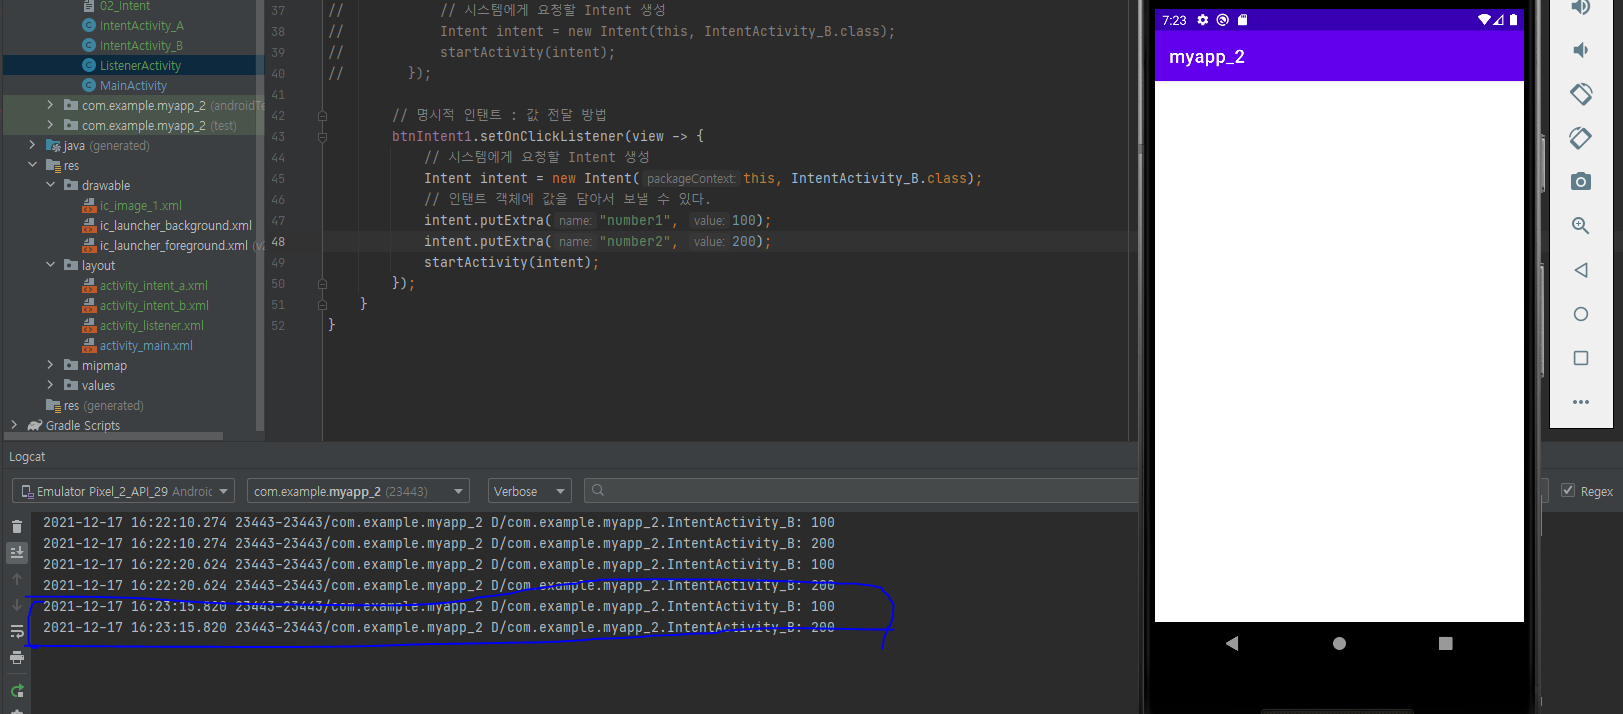 02_Intent
IntentActivity_A
IntentActivity_B
ListenerActivity
MainActivity
com.example.myapp_2 (androidTe
com.example.myapp_2 (test)
java (generated)
res
drawable
ic_image_1.xml
ic_launcher_background.xml
ic_launcher_foreground.xml (v2
layout
activity_intent_a.xml
activity_intent_b.xml
activity_listener.xml
activity_main.xml
mipmap
values
res (generated)
Gradle Scripts
37 // // 시스템에게 요청할 Intent 생성
38 // Intent intent = new Intent(this, IntentActivity_B.class);
39 // startActivity(intent);
40 // });
41
42 // 명시적 인탠트 : 값 전달 방법
43 btnIntent1.setOnClickListener(view -> {
44 // 시스템에게 요청할 Intent 생성
45 Intent intent = new Intent( packageContext: this, IntentActivity_B.class);
46 // 인탠트 객체에 값을 담아서 보낼 수 있다.
47 intent.putExtra( name: "number1", value: 100);
48 intent.putExtra( name: "number2", value: 200);
49 startActivity(intent);
50 });
51 }
52 }
7:23
myapp_2
Logcat
Emulator Pixel_2_API_29 Android
com.example.myapp_2 (23443)
Verbose
Regex
2021-12-17 16:22:10.274 23443-23443/com.example.myapp_2 D/com.example.myapp_2.IntentActivity_B: 100
2021-12-17 16:22:10.274 23443-23443/com.example.myapp_2 D/com.example.myapp_2.IntentActivity_B: 200
2021-12-17 16:22:20.624 23443-23443/com.example.myapp_2 D/com.example.myapp_2.IntentActivity_B: 100
2021-12-17 16:22:20.624 23443-23443/com.example.myapp_2 D/com.example.myapp_2.IntentActivity_B: 200
2021-12-17 16:23:15.820 23443-23443/com.example.myapp_2 D/com.example.myapp_2.IntentActivity_B: 100
2021-12-17 16:23:15.820 23443-23443/com.example.myapp_2 D/com.example.myapp_2.IntentActivity_B: 200